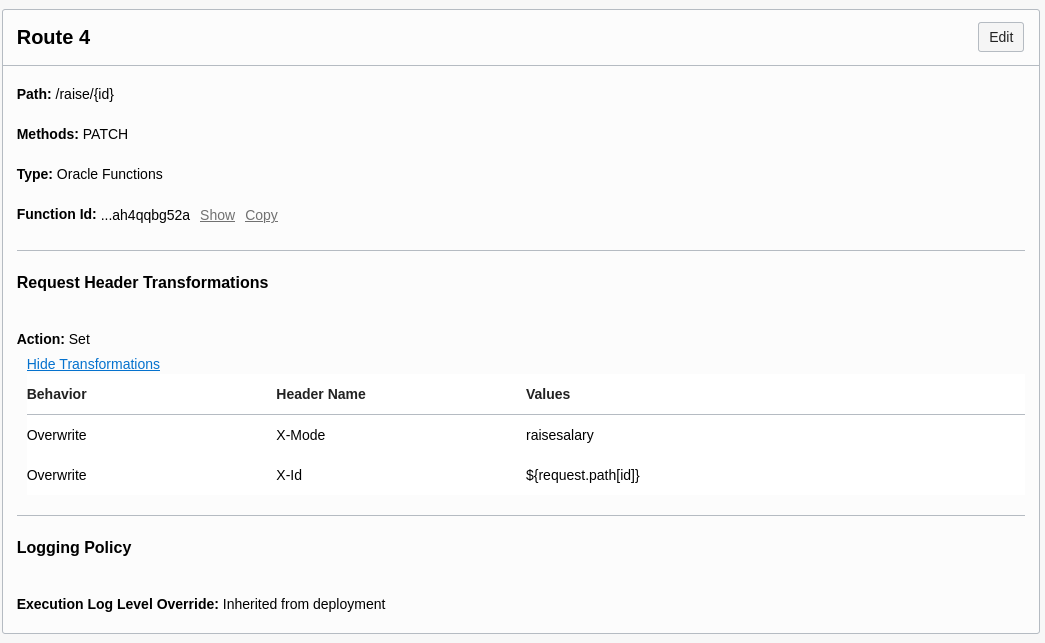 Route 4
Edit
Path: /raise/{id}
Methods: PATCH
Type: Oracle Functions
Function Id: ...ah4qqbg52a Show Copy
Request Header Transformations
Action: Set
Hide Transformations
Behavior Header Name Values
Overwrite X-Mode raisesalary
Overwrite X-Id ${request.path[id]}
Logging Policy
Execution Log Level Override: Inherited from deployment